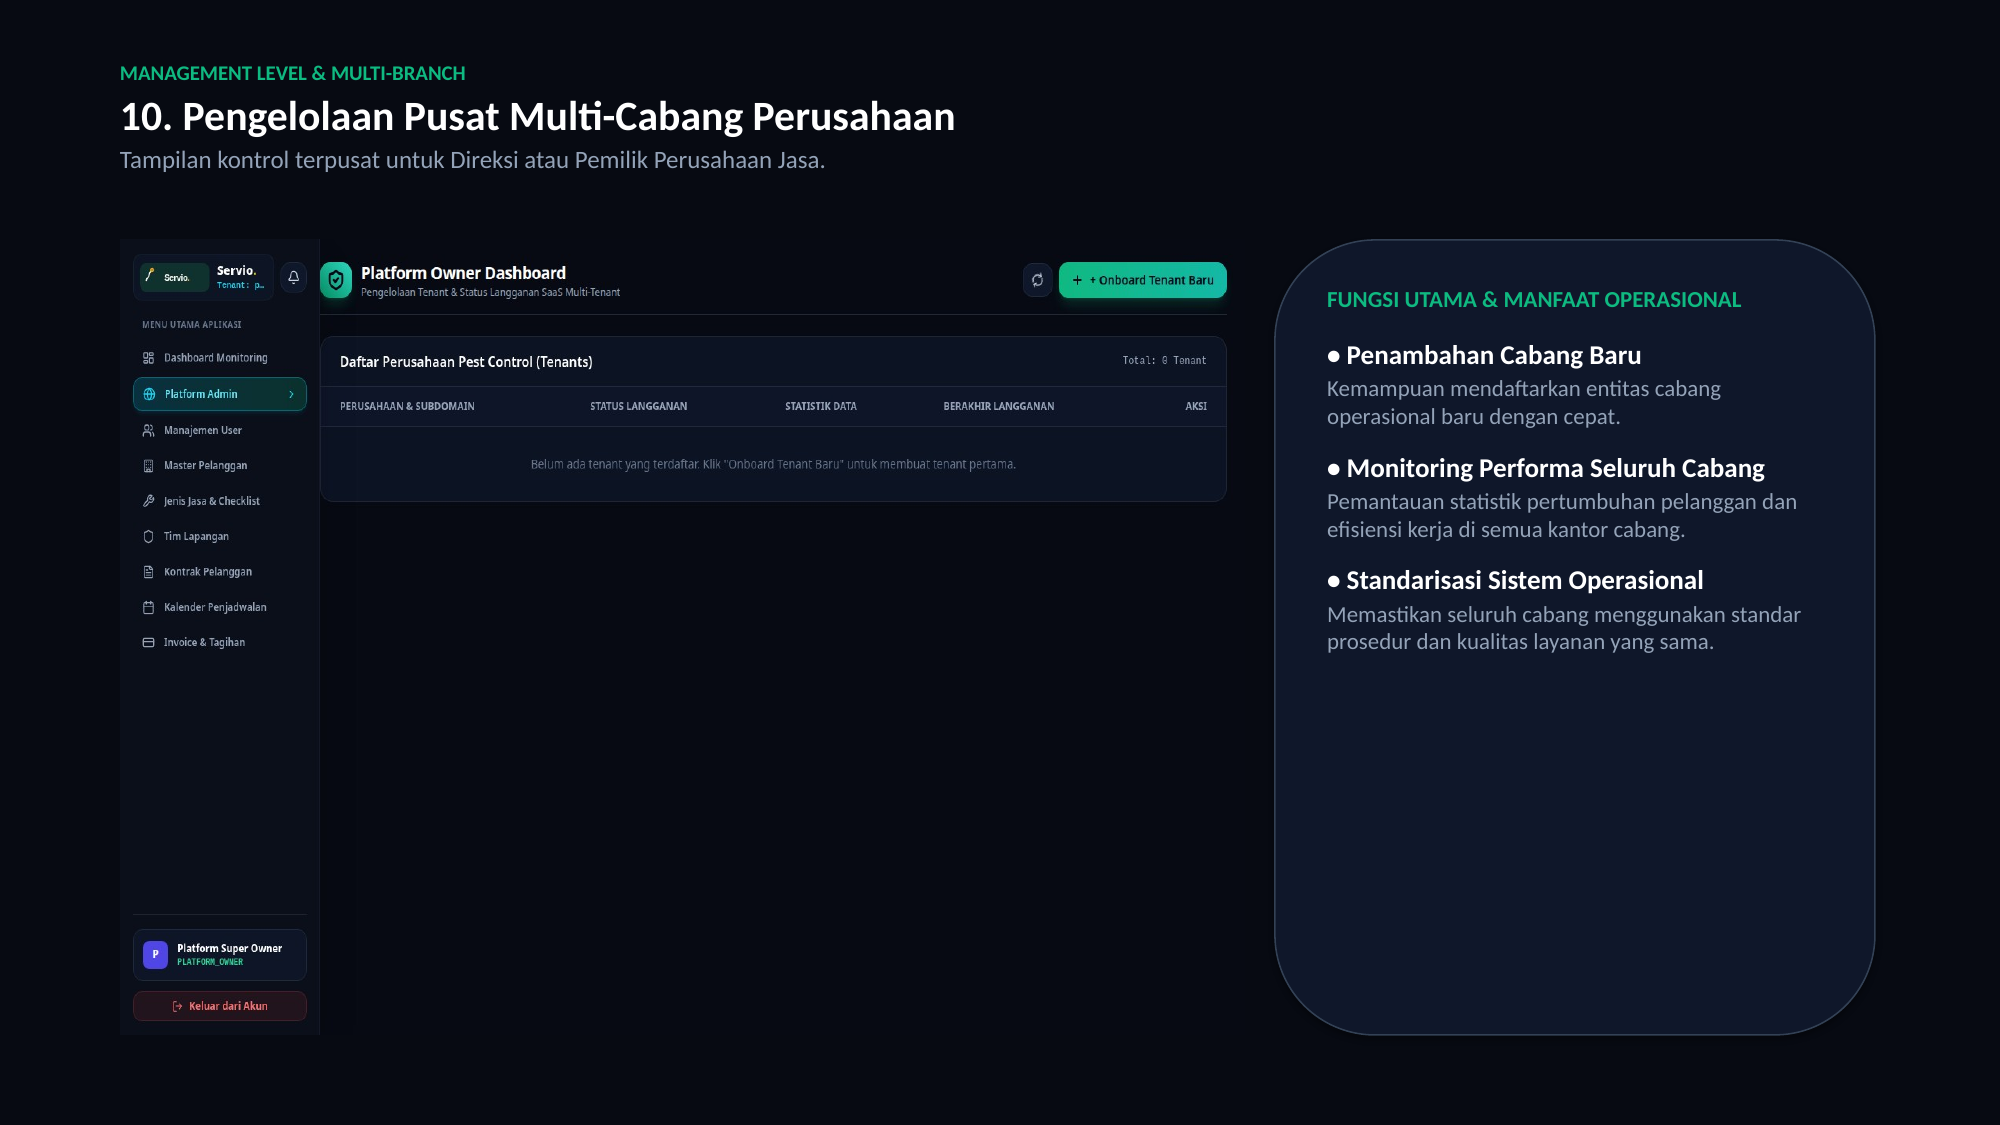 MANAGEMENT LEVEL & MULTI-BRANCH
10. Pengelolaan Pusat Multi-Cabang Perusahaan
Tampilan kontrol terpusat untuk Direksi atau Pemilik Perusahaan Jasa.
Servio.
Servio.
Tenant: p…
MENU UTAMA APLIKASI
Dashboard Monitoring
Platform Admin
Manajemen User
Master Pelanggan
Jenis Jasa & Checklist
Tim Lapangan
Kontrak Pelanggan
Kalender Penjadwalan
Invoice & Tagihan
P
Platform Super Owner
PLATFORM_OWNER
Keluar dari Akun
Platform Owner Dashboard
Pengelolaan Tenant & Status Langganan SaaS Multi-Tenant
+ Onboard Tenant Baru
Daftar Perusahaan Pest Control (Tenants)
Total: 0 Tenant
PERUSAHAAN & SUBDOMAIN STATUS LANGGANAN STATISTIK DATA BERAKHIR LANGGANAN AKSI
Belum ada tenant yang terdaftar. Klik "Onboard Tenant Baru" untuk membuat tenant pertama.
FUNGSI UTAMA & MANFAAT OPERASIONAL
● Penambahan Cabang Baru
Kemampuan mendaftarkan entitas cabang
operasional baru dengan cepat.
● Monitoring Performa Seluruh Cabang
Pemantauan statistik pertumbuhan pelanggan dan
efisiensi kerja di semua kantor cabang.
● Standarisasi Sistem Operasional
Memastikan seluruh cabang menggunakan standar
prosedur dan kualitas layanan yang sama.